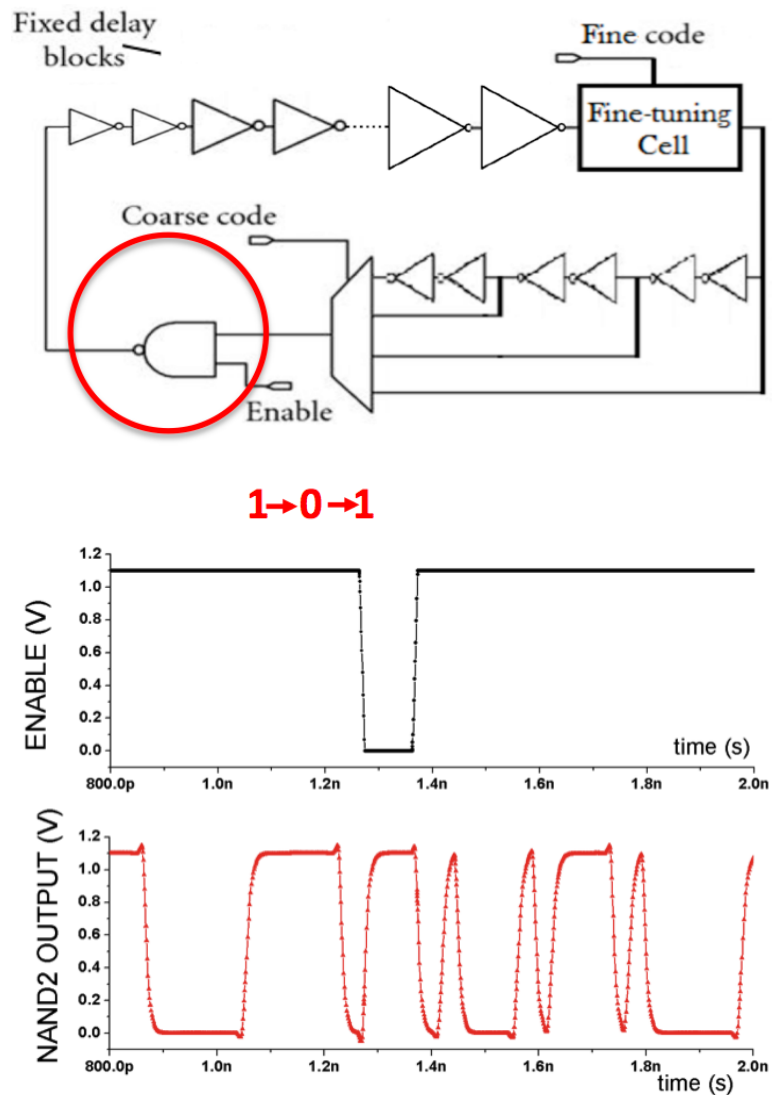 Fixed delay
blocks
Fine code
Fine-tuning
Cell
Coarse code
Enable
1→0→1
ENABLE (V)
1.2
1.0
0.8
0.6
0.4
0.2
0.0
time (s)
800.0p 1.0n 1.2n 1.4n 1.6n 1.8n 2.0n
NAND2 OUTPUT (V)
1.2
1.0
0.8
0.6
0.4
0.2
0.0
800.0p 1.0n 1.2n 1.4n 1.6n 1.8n 2.0n
time (s)